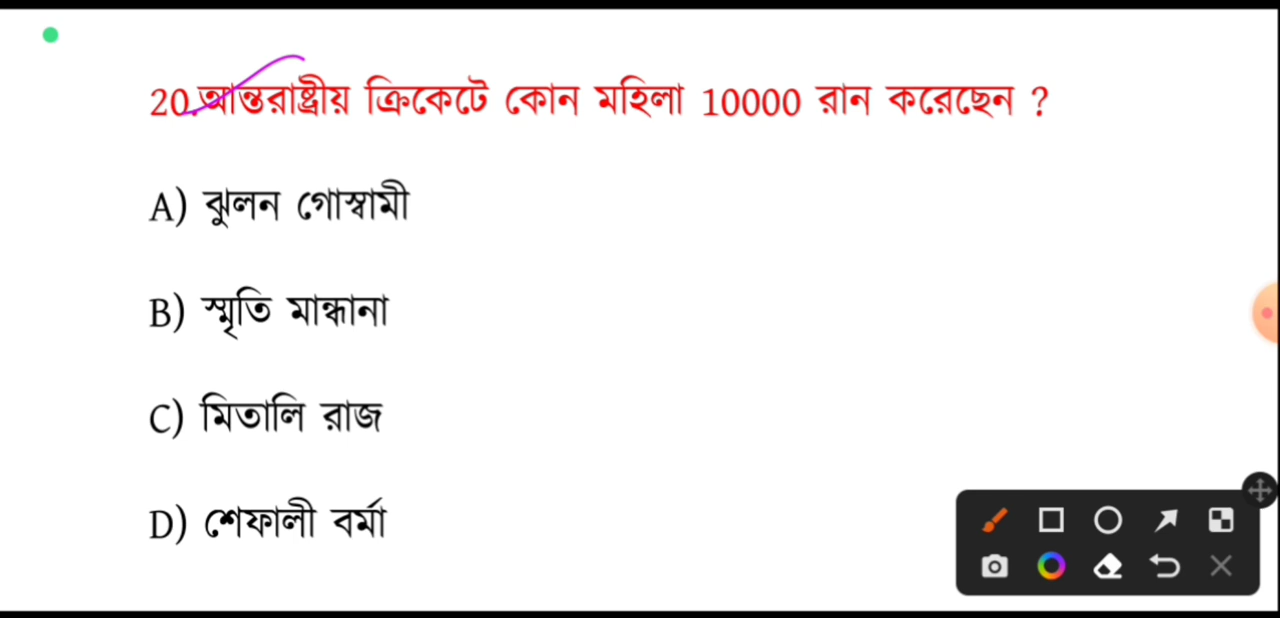 20.আন্তরাষ্ট্রীয় ক্রিকেটে কোন মহিলা 10000 রান করেছেন ?
A) ঝুলন গোস্বামী
B) স্মৃতি মান্ধানা
C) মিতালি রাজ
D) শেফালী বর্মা